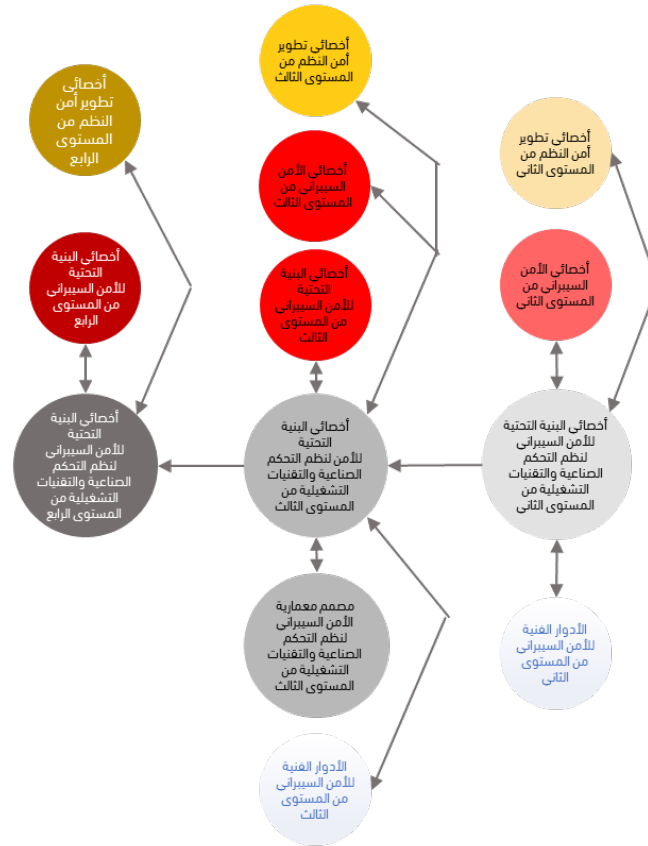 أخصائي تطوير
أمن النظم من
المستوى الثاني
أخصائي الأمن
السيبراني من
المستوى الثاني
أخصائي البنية التحتية
للأمن السيبراني
لنظم التحكم
الصناعية والتقنيات
التشغيلية من
المستوى الثاني
الأدوار الفنية
للأمن السيبراني
من المستوى
الثاني
أخصائي تطوير
أمن النظم من
المستوى الثالث
أخصائي الأمن
السيبراني من
المستوى الثالث
أخصائي البنية
التحتية
للأمن السيبراني
من المستوى
الثالث
أخصائي البنية
التحتية
للأمن لنظم التحكم
الصناعية والتقنيات
التشغيلية من
المستوى الثالث
مصمم معمارية
الأمن السيبراني
لنظم التحكم
الصناعية والتقنيات
التشغيلية من
المستوى الثالث
الأدوار الفنية
للأمن السيبراني
من المستوى
الثالث
أخصائي
تطوير أمن
النظم من
المستوى
الرابع
أخصائي البنية
التحتية
للأمن السيبراني
من المستوى
الرابع
أخصائي البنية
التحتية
للأمن السيبراني
لنظم التحكم
الصناعية والتقنيات
التشغيلية من
المستوى الرابع